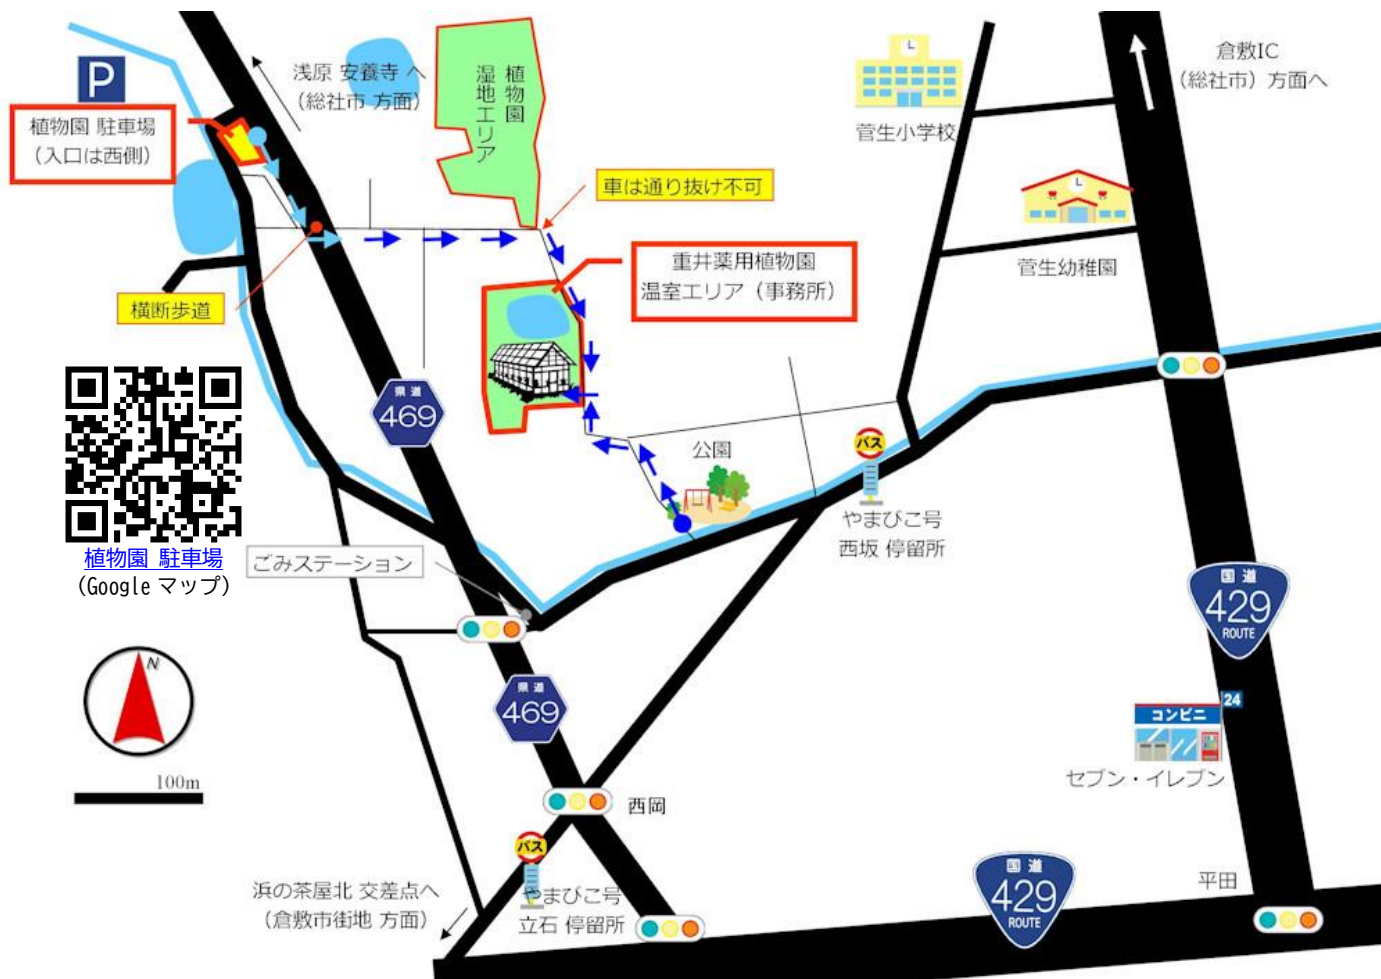 P
植物園 駐車場
（入口は西側）
浅原 安養寺 へ
（総社市 方面）
植物園
湿地エリア
菅生小学校
倉敷IC
（総社市）方面へ
車は通り抜け不可
菅生幼稚園
重井薬用植物園
温室エリア（事務所）
横断歩道
県道
469
公園
バス
やまびこ号
西坂 停留所
植物園 駐車場
（Google マップ）
ごみステーション
国道
429
ROUTE
N
100m
県道
469
24
コンビニ
セブン・イレブン
西岡
バス
やまびこ号
立石 停留所
浜の茶屋北 交差点へ
（倉敷市街地 方面）
国道
429
ROUTE
平田